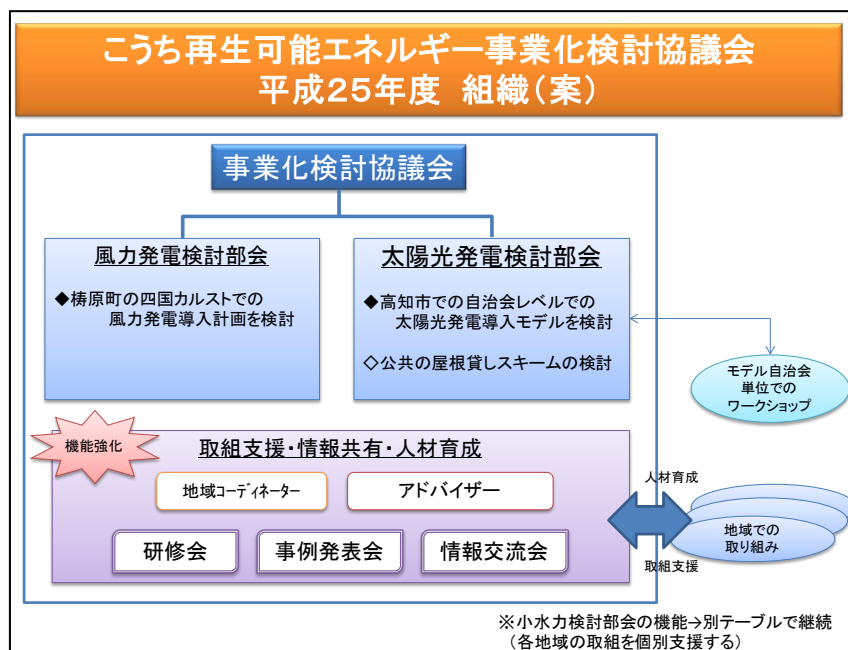 こうち再生可能エネルギー事業化検討協議会
平成25年度 組織（案）
事業化検討協議会
風力発電検討部会
◆梼原町の四国カルストでの
風力発電導入計画を検討
太陽光発電検討部会
◆高知市での自治会レベルでの
太陽光発電導入モデルを検討
◇公共の屋根貸しスキームの検討
モデル自治会
単位での
ワークショップ
機能強化
取組支援・情報共有・人材育成
地域コーディネーター
アドバイザー
研修会
事例発表会
情報交流会
人材育成
地域での
取り組み
取組支援
※小水力検討部会の機能→別テーブルで継続
（各地域の取組を個別支援する）